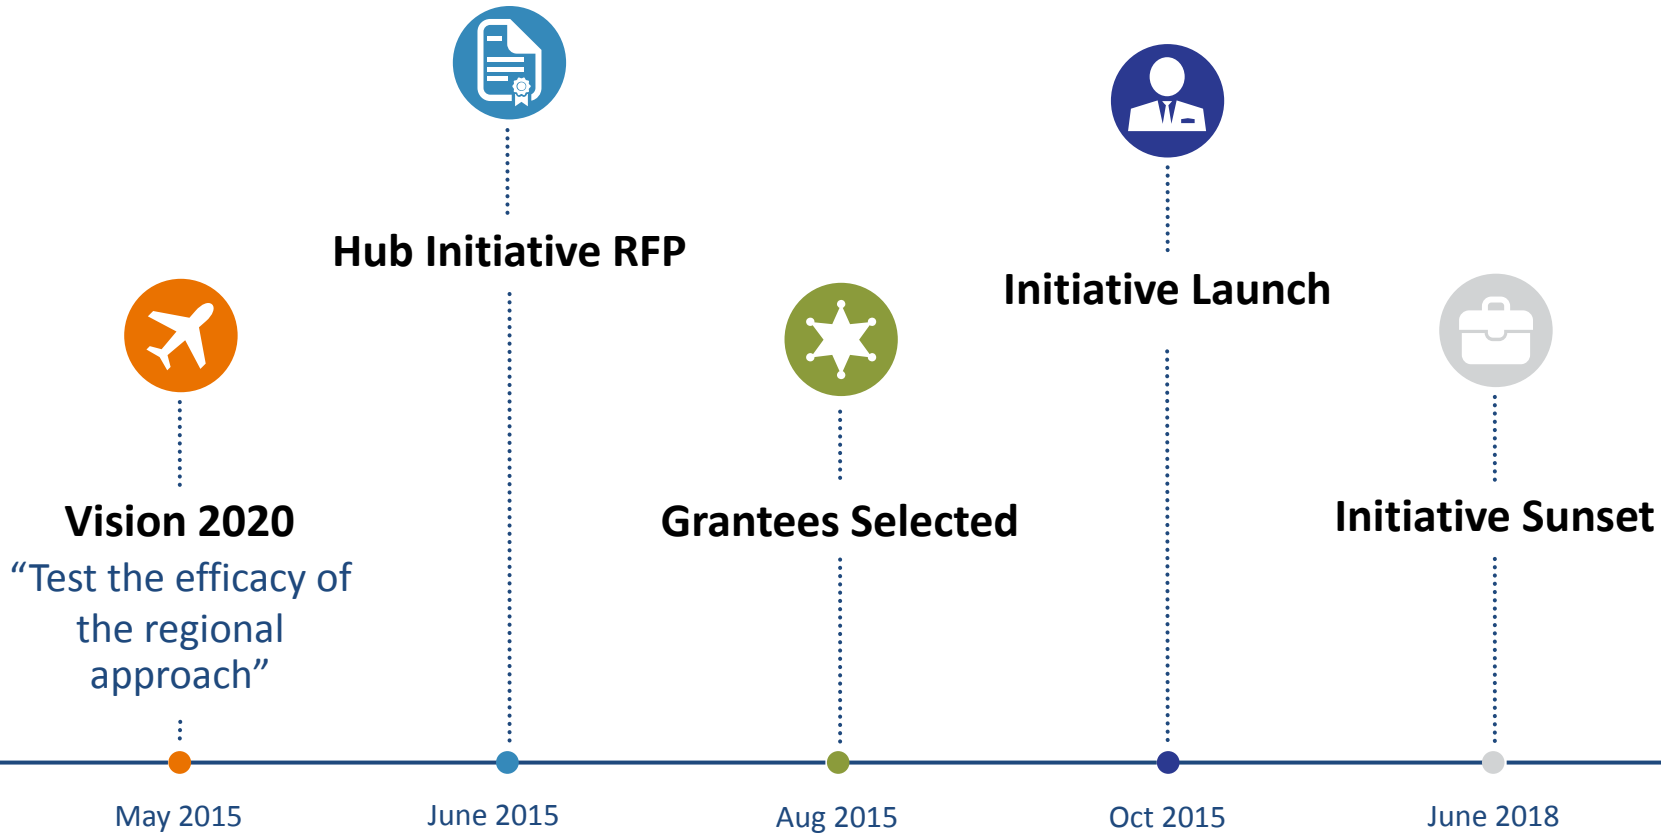 Hub Initiative RFP
Initiative Launch
Vision 2020
“Test the efficacy of
the regional
approach”
Grantees Selected
Initiative Sunset
May 2015
June 2015
Aug 2015
Oct 2015
June 2018